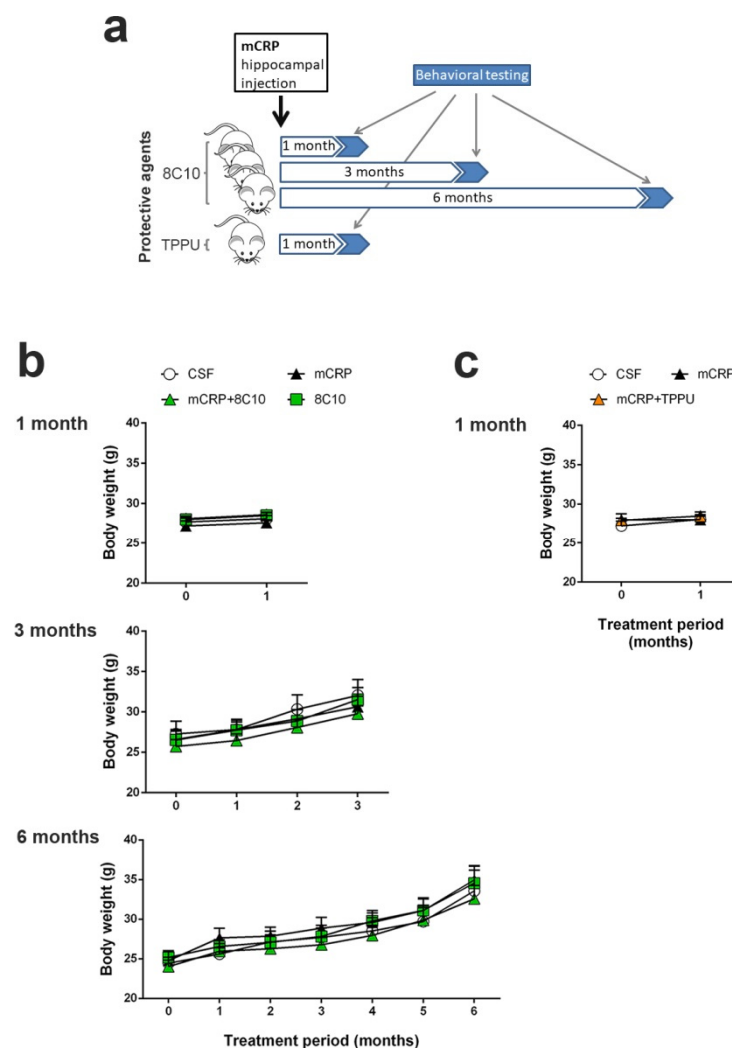 a
mCRP
hippocampal
injection
Behavioral testing
Protective agents
8C10
1 month
3 months
6 months
TPPU
1 month
b
CSF
mCRP
mCRP+8C10
8C10
1 month
Body weight (g)
40
35
30
25
20
0
1
3 months
Body weight (g)
40
35
30
25
20
0
1
2
3
6 months
Body weight (g)
40
35
30
25
20
0
1
2
3
4
5
6
Treatment period (months)
c
CSF
mCRP
mCRP+TPPU
1 month
Body weight (g)
40
35
30
25
20
0
1
Treatment period
(months)